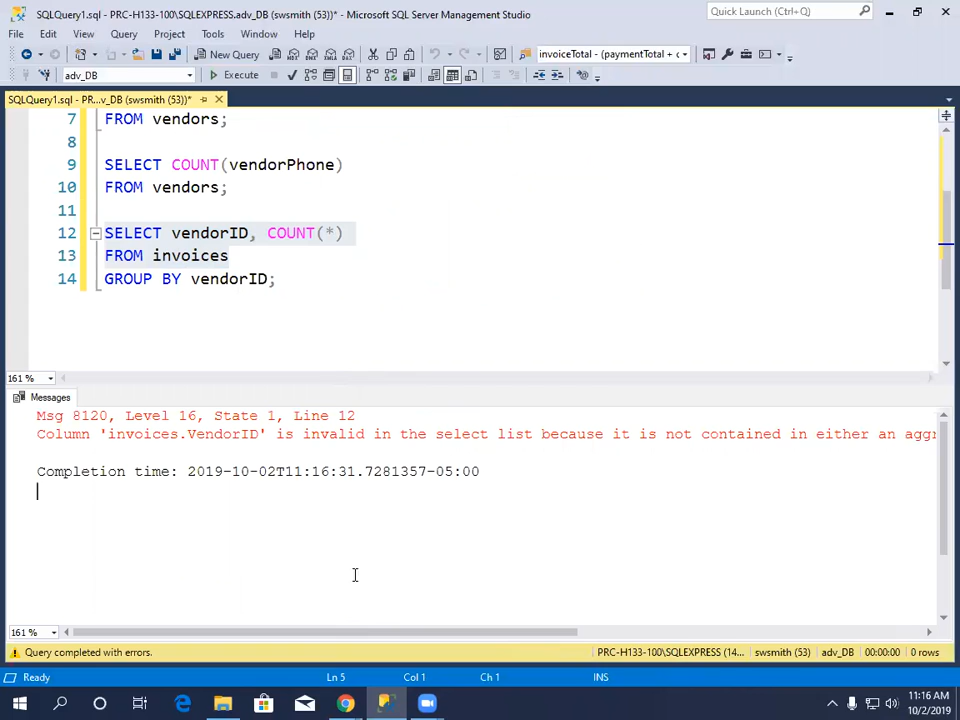 SQLQuery1.sql - PRC-H133-100\SQLEXPRESS.adv_DB (swsmith (53))* - Microsoft SQL Server Management Studio
Quick Launch (Ctrl+Q)
File Edit View Query Project Tools Window Help
New Query
invoiceTotal - (paymentTotal +
adv_DB
Execute
SQLQuery1.sql - PR...v_DB (swsmith (53))*
7 FROM vendors;
8
9 SELECT COUNT(vendorPhone)
10 FROM vendors;
11
12 SELECT vendorID, COUNT(*)
13 FROM invoices
14 GROUP BY vendorID;
161 %
Messages
Msg 8120, Level 16, State 1, Line 12
Column 'invoices.VendorID' is invalid in the select list because it is not contained in either an aggr
Completion time: 2019-10-02T11:16:31.7281357-05:00
161 %
Query completed with errors.
PRC-H133-100\SQLEXPRESS (14... swsmith (53) adv_DB 00:00:00 0 rows
Ready
Ln 5 Col 1 Ch 1 INS
11:16 AM
10/2/2019